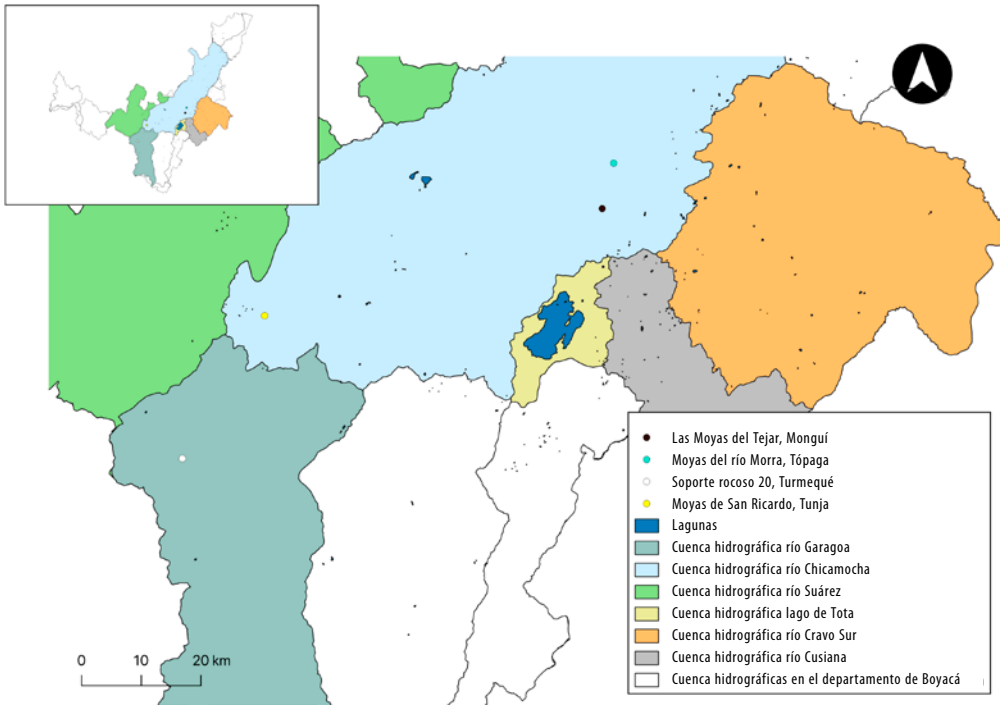 Las Moyas del Tejar, Monguí
Moyas del río Morra, Tópaga
Soporte rocoso 20, Turmequé
Moyas de San Ricardo, Tunja
Lagunas
Cuenca hidrográfica río Garagoa
Cuenca hidrográfica río Chicamocha
Cuenca hidrográfica río Suárez
Cuenca hidrográfica lago de Tota
Cuenca hidrográfica río Cravo Sur
Cuenca hidrográfica río Cusiana
Cuenca hidrográficas en el departamento de Boyacá
0 10 20 km